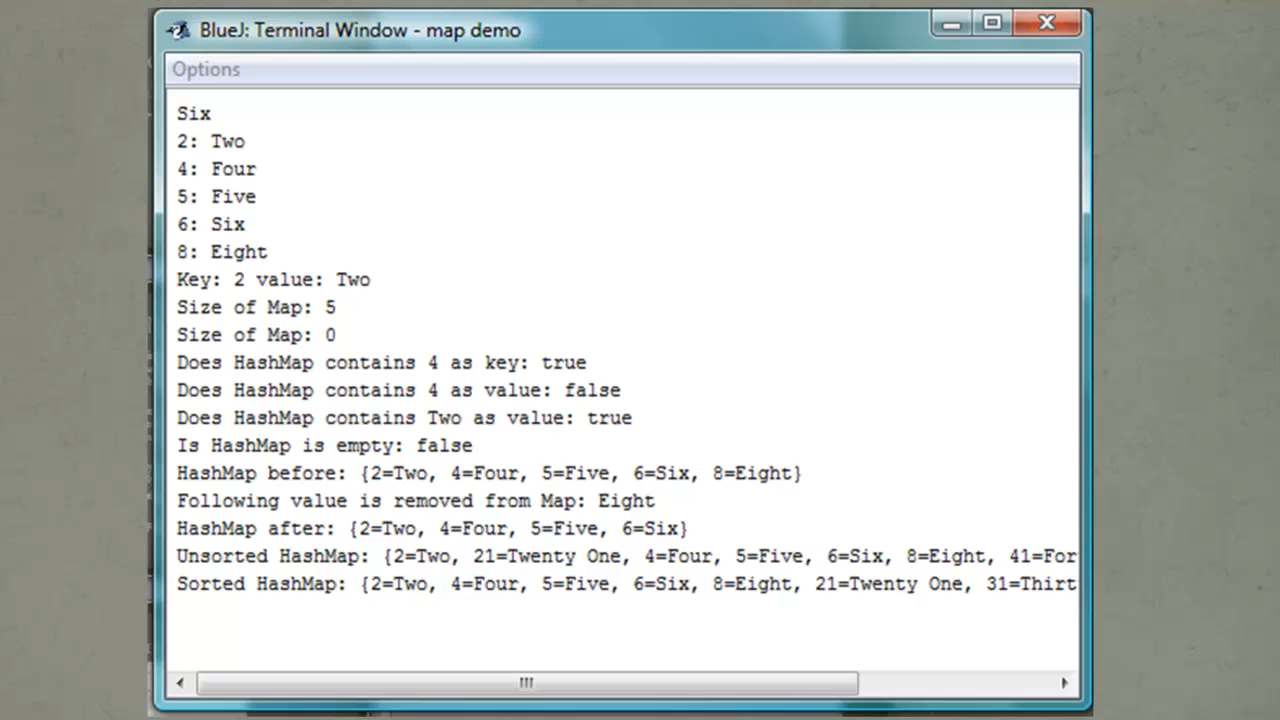 BlueJ: Terminal Window - map demo
Options
Six
2: Two
4: Four
5: Five
6: Six
8: Eight
Key: 2 value: Two
Size of Map: 5
Size of Map: 0
Does HashMap contains 4 as key: true
Does HashMap contains 4 as value: false
Does HashMap contains Two as value: true
Is HashMap is empty: false
HashMap before: {2=Two, 4=Four, 5=Five, 6=Six, 8=Eight}
Following value is removed from Map: Eight
HashMap after: {2=Two, 4=Four, 5=Five, 6=Six}
Unsorted HashMap: {2=Two, 21=Twenty One, 4=Four, 5=Five, 6=Six, 8=Eight, 41=For
Sorted HashMap: {2=Two, 4=Four, 5=Five, 6=Six, 8=Eight, 21=Twenty One, 31=Thirt